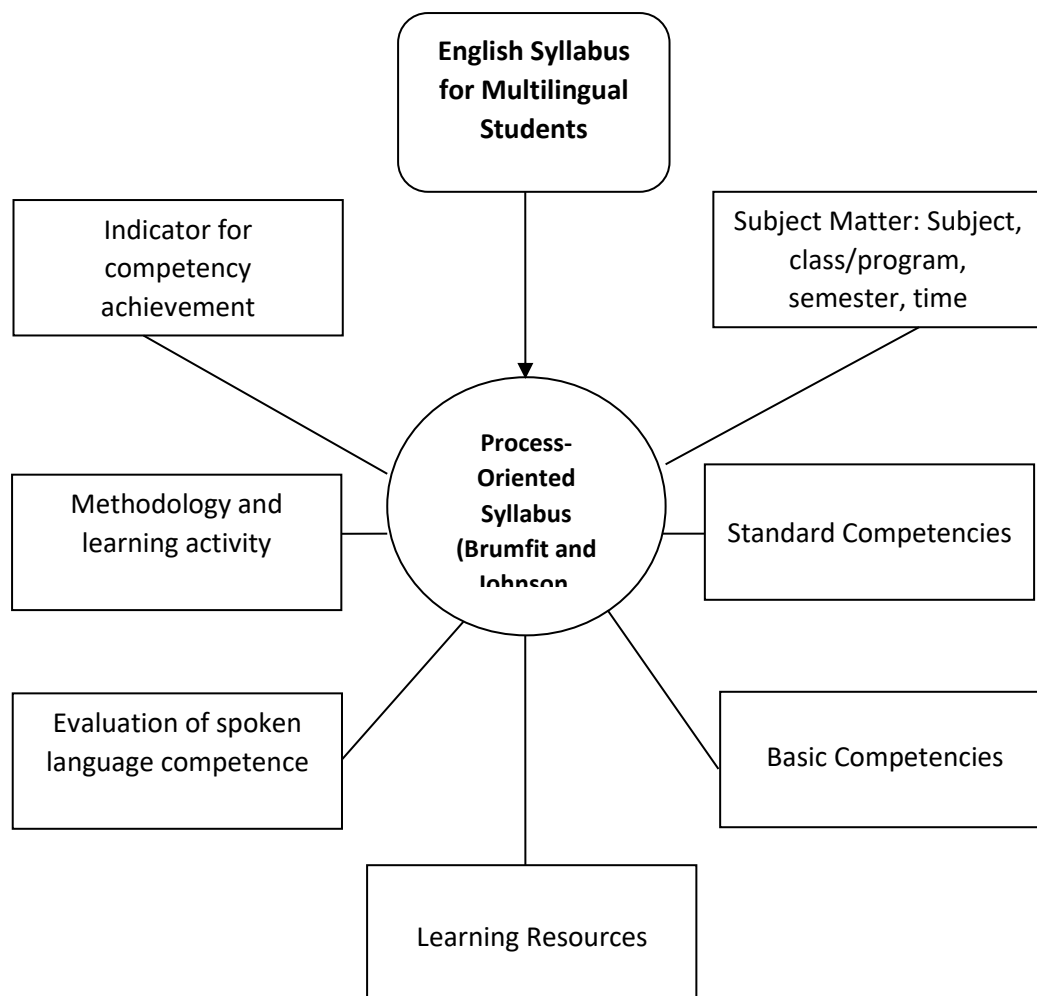 English Syllabus
for Multilingual
Students
Indicator for
competency
achievement
Subject Matter: Subject,
class/program,
semester, time
Process-
Oriented
Syllabus
(Brumfit and
Johnson
Methodology and
learning activity
Standard Competencies
Evaluation of spoken
language competence
Basic Competencies
Learning Resources